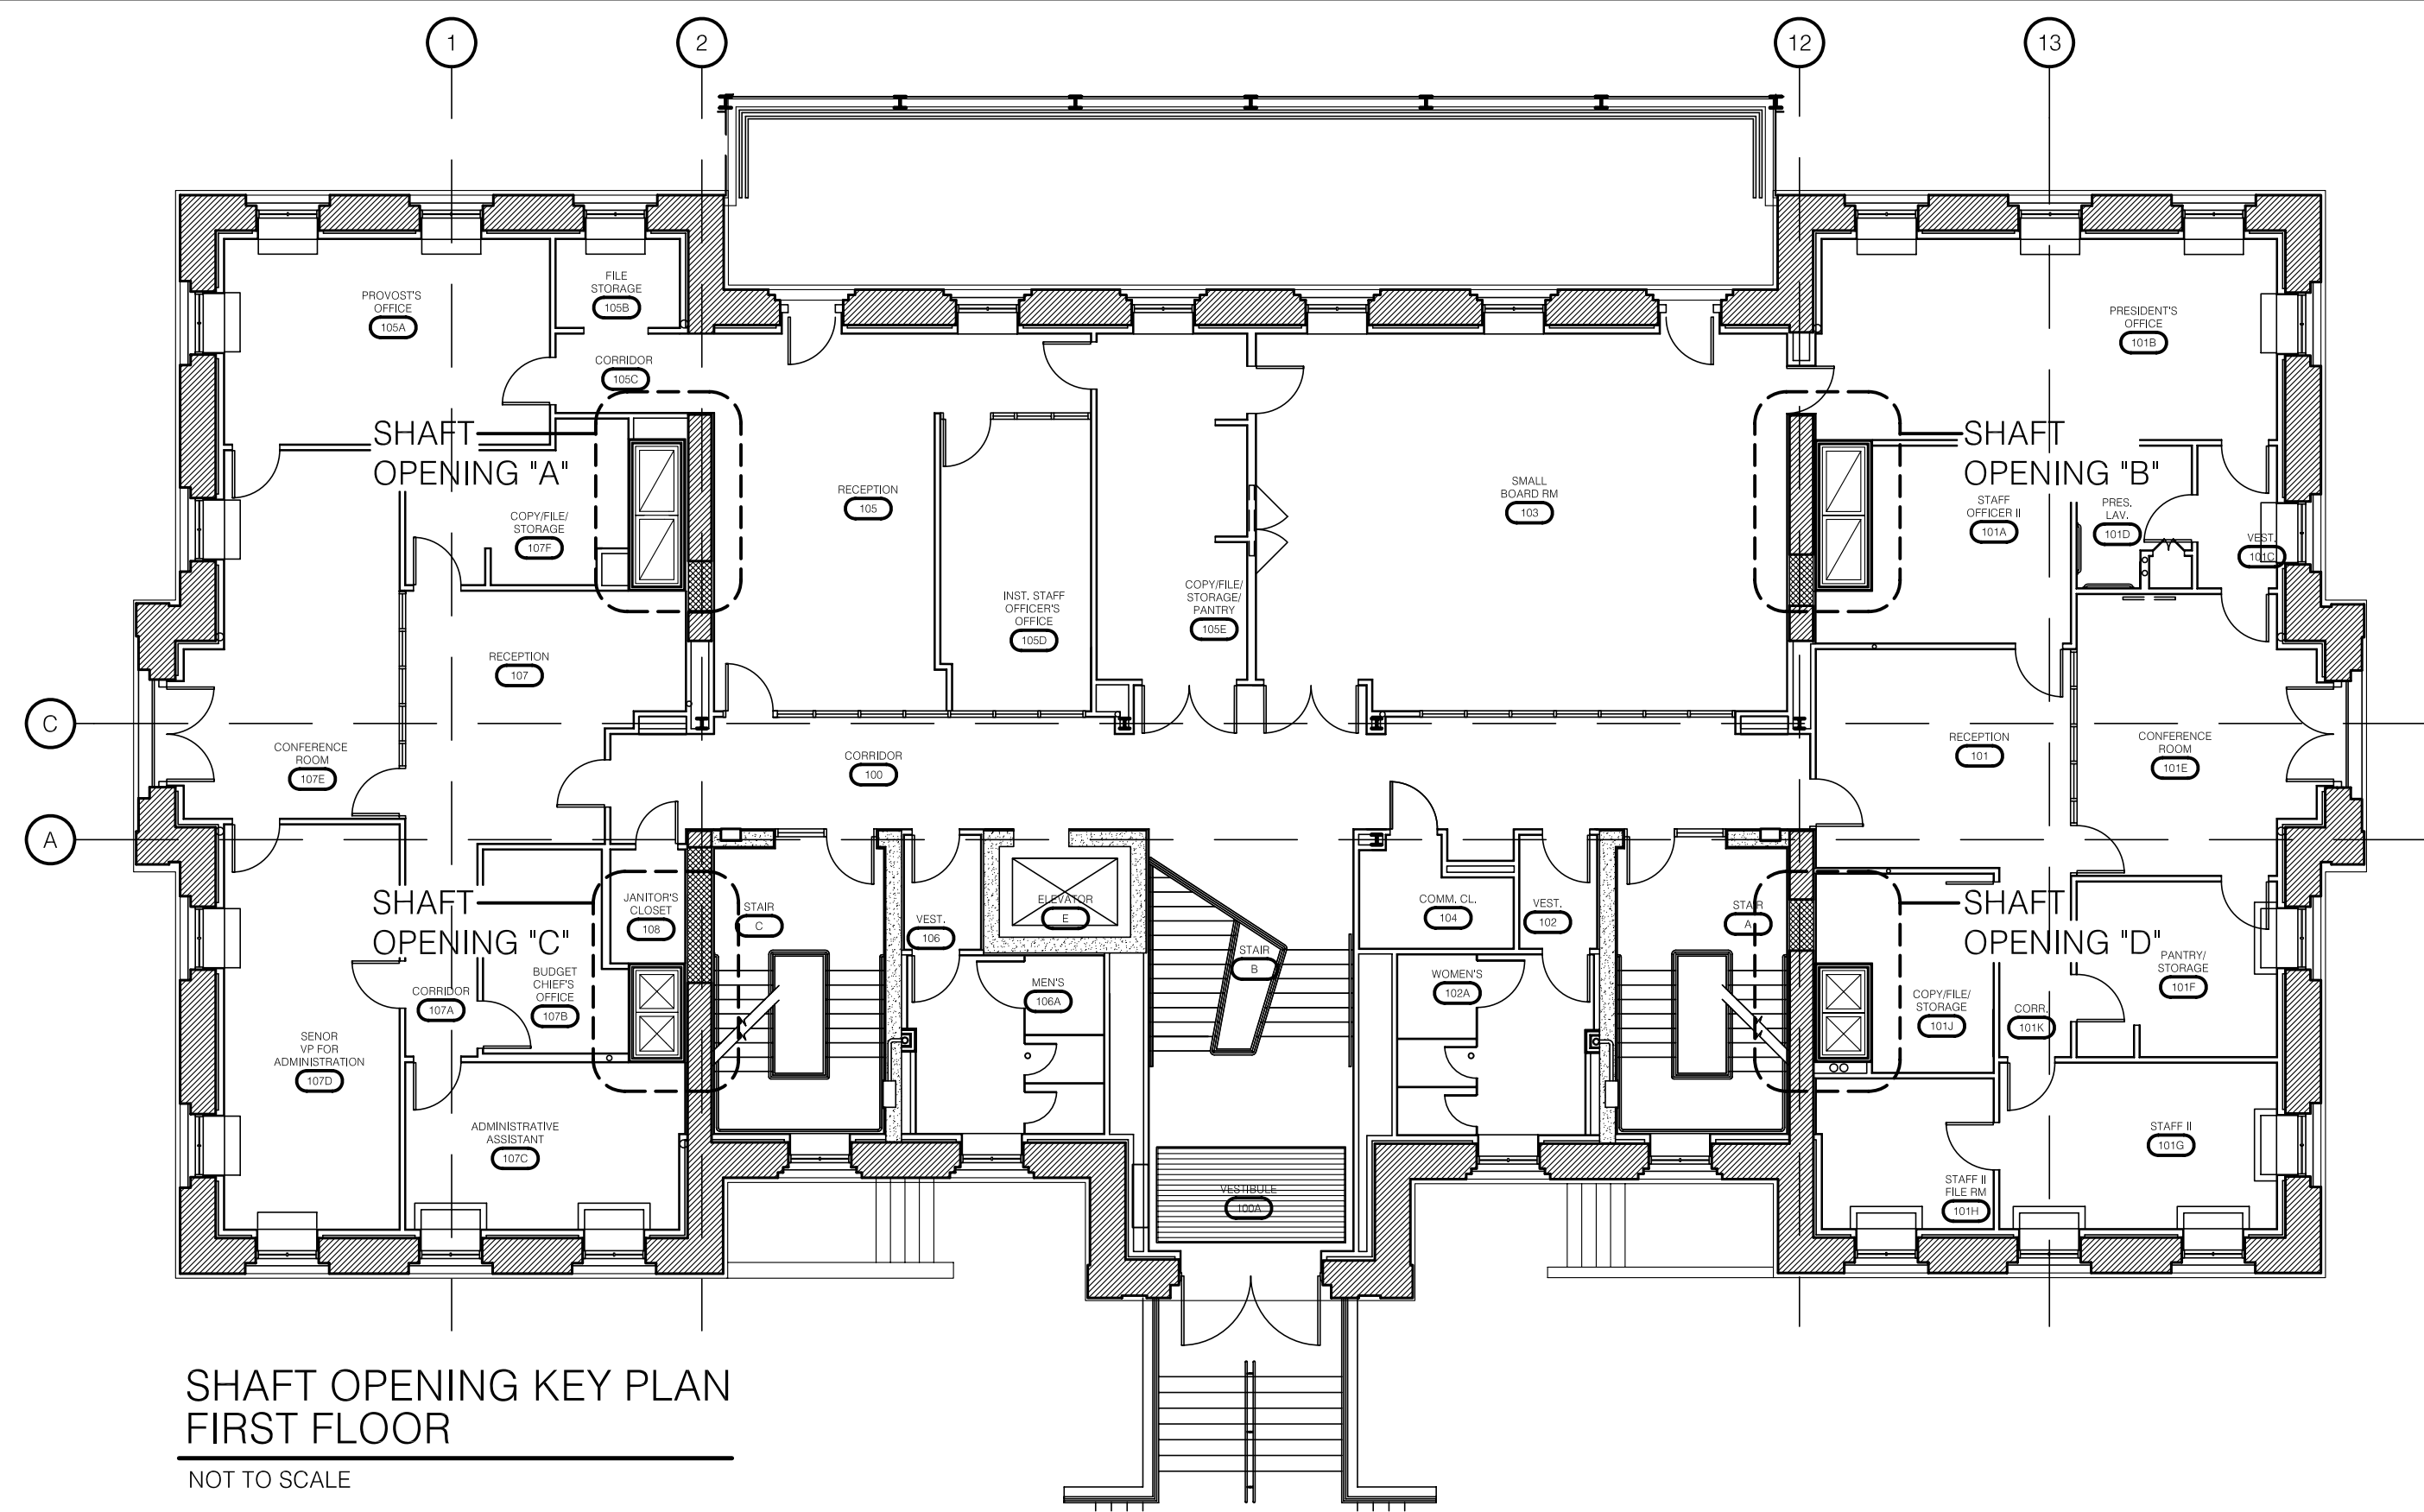 1
2
12
13
FILE
STORAGE
105B
PROVOST'S
OFFICE
105A
PRESIDENT'S
OFFICE
101B
CORRIDOR
105C
SHAFT
OPENING "A"
SHAFT
OPENING "B"
COPY/FILE/
STORAGE
107F
RECEPTION
105
SMALL
BOARD RM
103
STAFF
OFFICER II
101A
PRES.
LAV.
101D
VEST.
101C
INST. STAFF
OFFICER'S
OFFICE
105D
COPY/FILE/
STORAGE/
PANTRY
105E
RECEPTION
107
C
CONFERENCE
ROOM
107E
CORRIDOR
100
RECEPTION
101
CONFERENCE
ROOM
101E
A
SHAFT
OPENING "C"
JANITOR'S
CLOSET
108
STAIR
C
VEST.
106
ELEVATOR
E
STAIR
B
COMM. CL.
104
VEST.
102
STAIR
A
SHAFT
OPENING "D"
CORRIDOR
107A
BUDGET
CHIEF'S
OFFICE
107B
MEN'S
106A
WOMEN'S
102A
COPY/FILE/
STORAGE
101J
CORR.
101K
PANTRY/
STORAGE
101F
SENOR
VP FOR
ADMINISTRATION
107D
ADMINISTRATIVE
ASSISTANT
107C
VESTIBULE
100A
STAFF II
FILE RM
101H
STAFF II
101G
SHAFT OPENING KEY PLAN
FIRST FLOOR
NOT TO SCALE